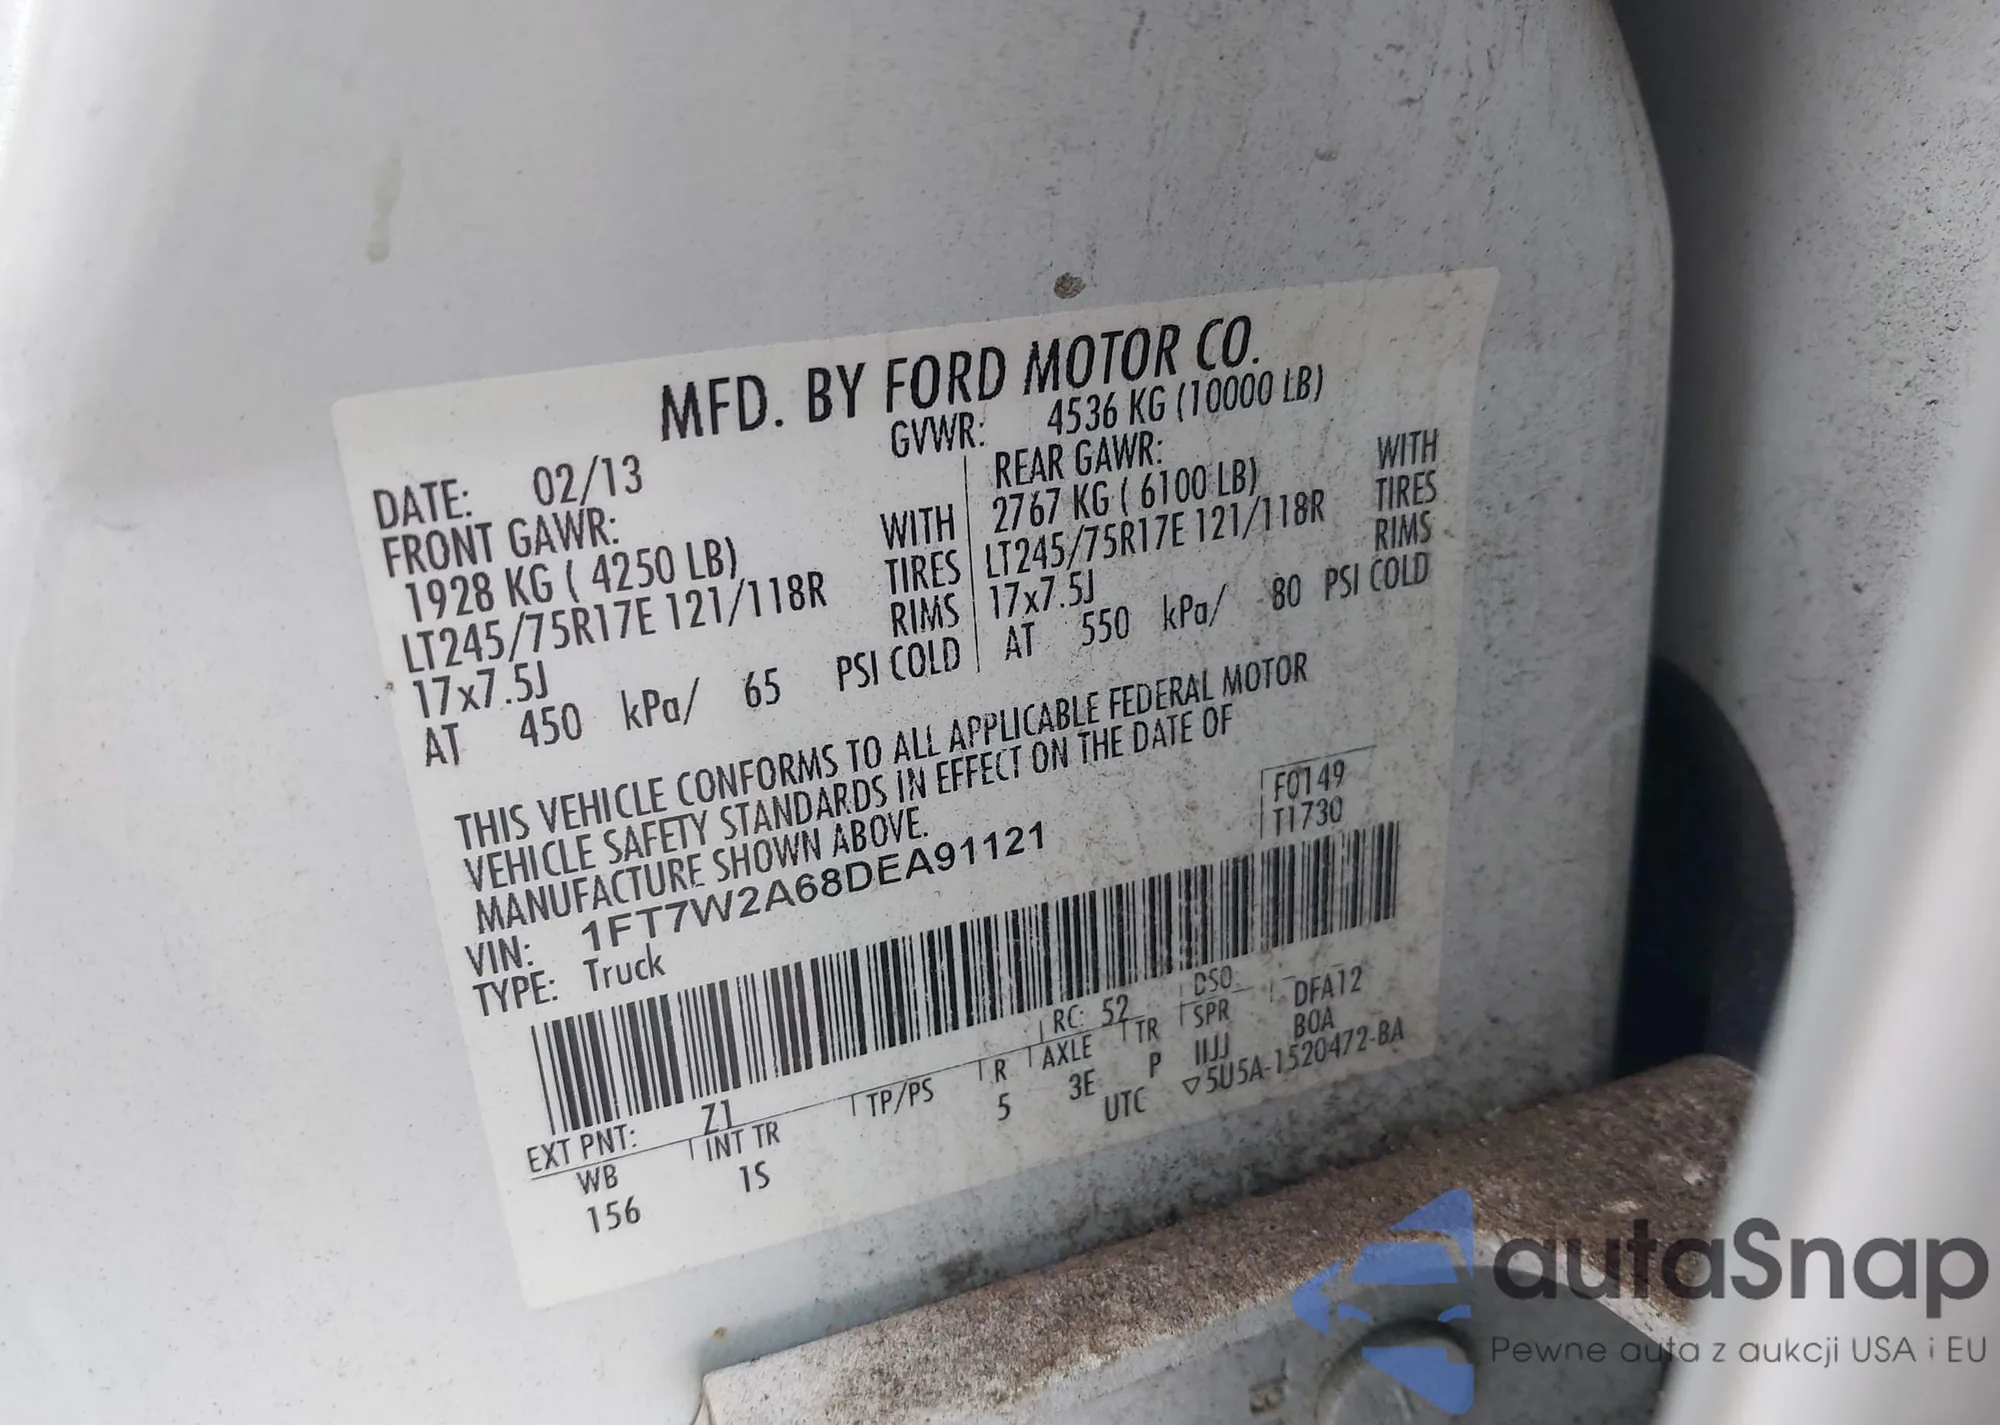 MFD. BY FORD MOTOR CO.
DATE: 02/13 GVWR: 4536 KG (10000 LB)
FRONT GAWR: REAR GAWR:
1928 KG ( 4250 LB) WITH 2767 KG ( 6100 LB) WITH
LT245/75R17E 121/118R TIRES LT245/75R17E 121/118R TIRES
17x7.5J RIMS 17x7.5J RIMS
AT 450 kPa/ 65 PSI COLD AT 550 kPa/ 80 PSI COLD
THIS VEHICLE CONFORMS TO ALL APPLICABLE FEDERAL MOTOR
VEHICLE SAFETY STANDARDS IN EFFECT ON THE DATE OF
MANUFACTURE SHOWN ABOVE.
F0149
VIN: 1FT7W2A68DEA91121 T1730
TYPE: Truck
EXT PNT: Z1 RC: 52 DSO: DFA12
WB INT TR TP/PS R AXLE TR SPR B0A
156 1S 5 3E P IIJJ
UTC ▽5U5A-1520472-BA
autaSnap
Pewne auta z aukcji USA i EU